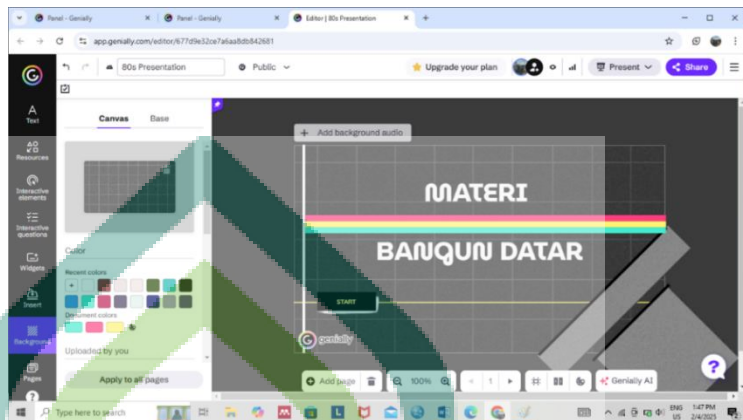 Panel - Genially
Panel - Genially
Editor | 80s Presentation
app.genially.com/editor/677d9e32ce7a6aa8db842681
80s Presentation
Public
Upgrade your plan
Present
Share
Text
Resources
Interactive elements
Interactive questions
Widgets
Insert
Background
Pages
Canvas
Base
Color
Recent colors
Document colors
Uploaded by you
Apply to all pages
+ Add background audio
MATERI
BANGUN DATAR
START
genially
Add page
100%
1
Genially AI
?
Type here to search
ENG
US
1:47 PM
2/4/2025